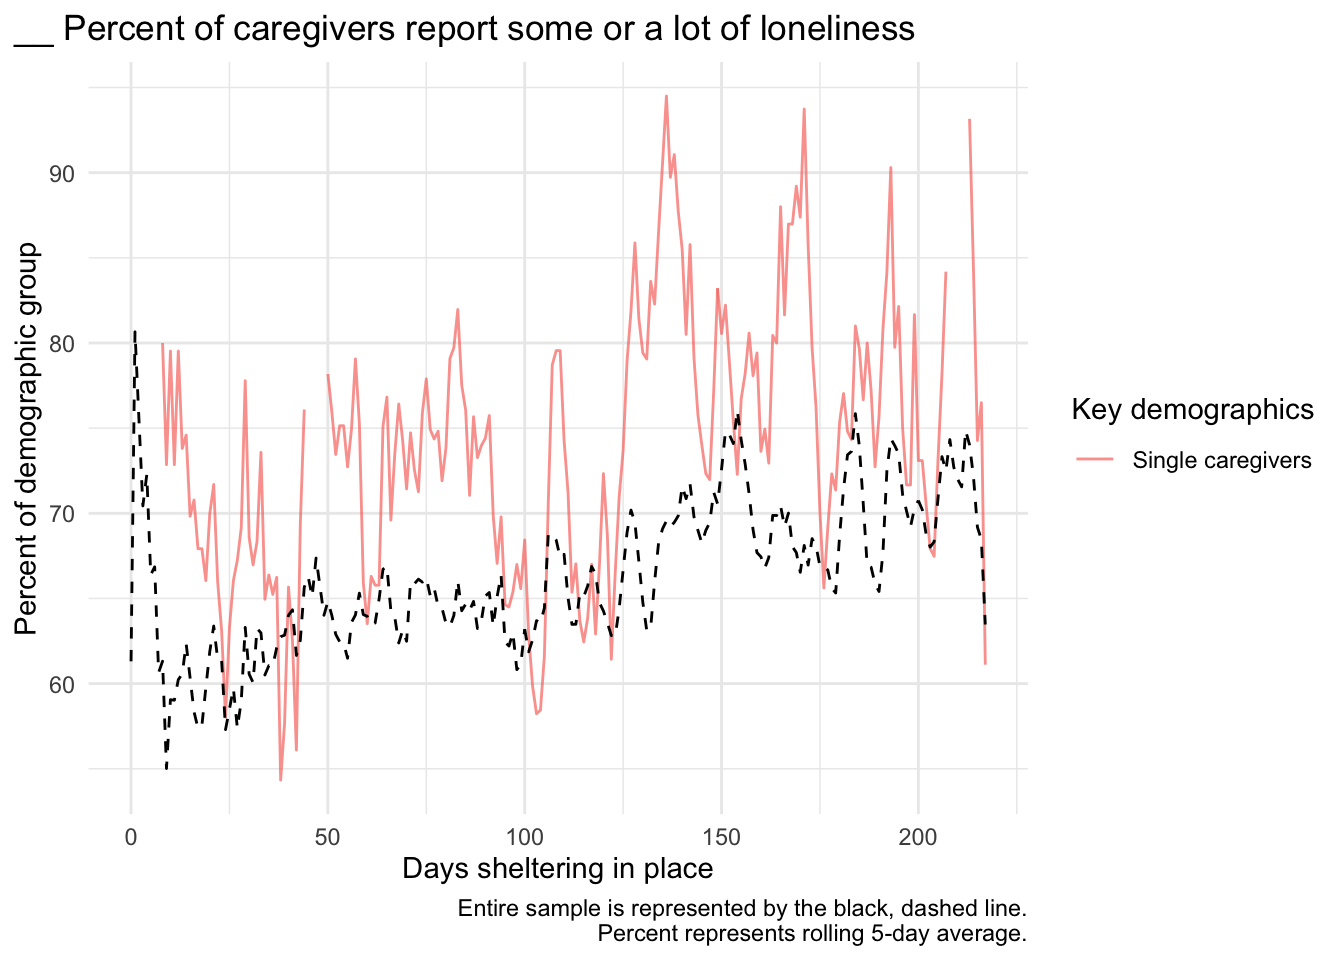 __ Percent of caregivers report some or a lot of loneliness
Percent of demographic group
90
80
70
60
0 50 100 150 200
Days sheltering in place
Key demographics
Single caregivers
Entire sample is represented by the black, dashed line.
Percent represents rolling 5-day average.